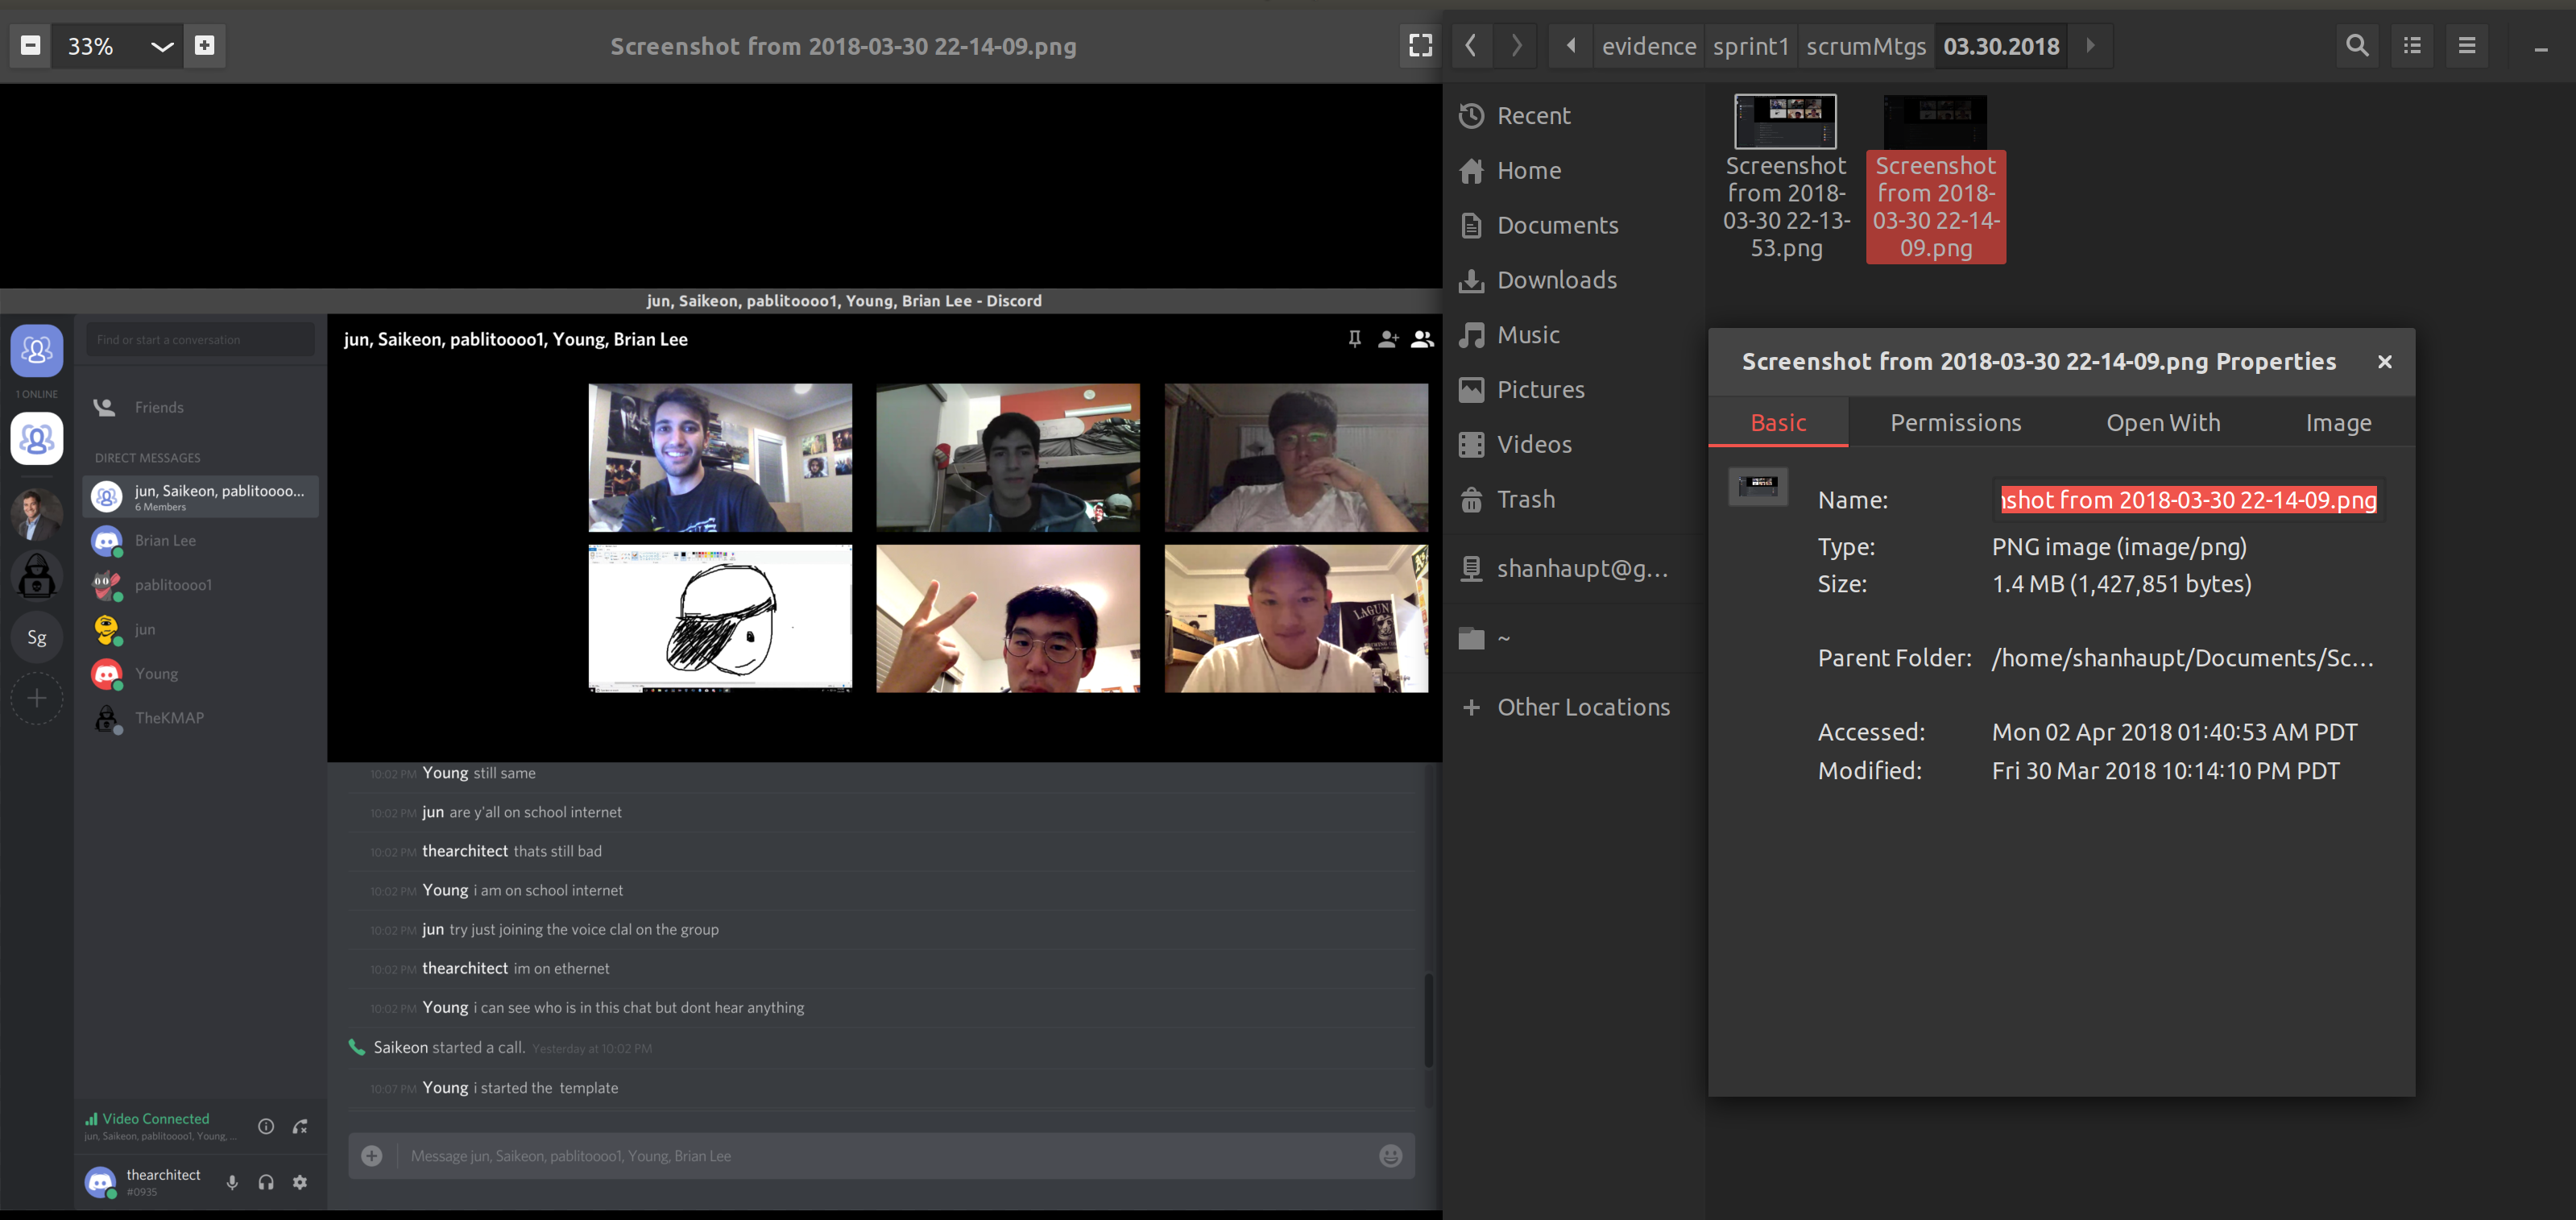 33%
Screenshot from 2018-03-30 22-14-09.png
evidence
sprint1
scrumMtgs
03.30.2018
jun, Saikeon, pablitoooo1, Young, Brian Lee - Discord
Find or start a conversation
1 ONLINE
Friends
DIRECT MESSAGES
jun, Saikeon, pablitoooo...
6 Members
Brian Lee
pablitoooo1
jun
Young
TheKMAP
Sg
Video Connected
jun, Saikeon, pablitoooo1, Young, ...
thearchitect
#0935
jun, Saikeon, pablitoooo1, Young, Brian Lee
LAGUN
10:02 PM Young still same
10:02 PM jun are y'all on school internet
10:02 PM thearchitect thats still bad
10:02 PM Young i am on school internet
10:02 PM jun try just joining the voice clal on the group
10:02 PM thearchitect im on ethernet
10:02 PM Young i can see who is in this chat but dont hear anything
Saikeon started a call. Yesterday at 10:02 PM
10:07 PM Young i started the template
Message jun, Saikeon, pablitoooo1, Young, Brian Lee
Recent
Home
Documents
Downloads
Music
Pictures
Videos
Trash
shanhaupt@g...
~
Other Locations
Screenshot
from 2018-
03-30 22-13-
53.png
Screenshot
from 2018-
03-30 22-14-
09.png
Screenshot from 2018-03-30 22-14-09.png Properties
Basic
Permissions
Open With
Image
Name: nshot from 2018-03-30 22-14-09.png
Type: PNG image (image/png)
Size: 1.4 MB (1,427,851 bytes)
Parent Folder: /home/shanhaupt/Documents/Sc...
Accessed: Mon 02 Apr 2018 01:40:53 AM PDT
Modified: Fri 30 Mar 2018 10:14:10 PM PDT